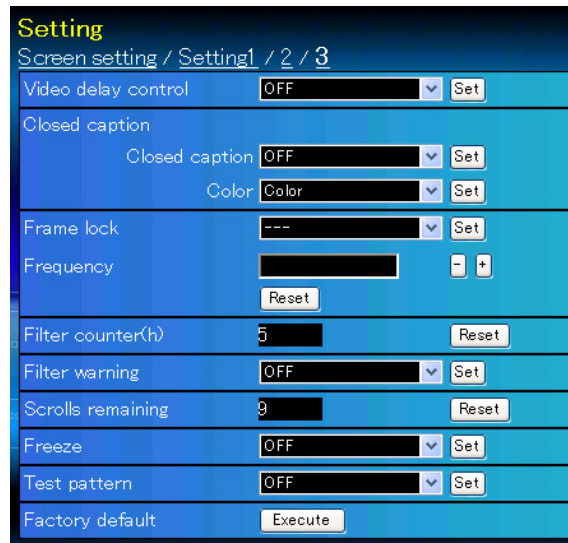 Setting
Screen setting / Setting1 / 2 / 3
Video delay control OFF Set
Closed caption
Closed caption OFF Set
Color Color Set
Frame lock --- Set
Frequency - +
Reset
Filter counter(h) 5 Reset
Filter warning OFF Set
Scrolls remaining 9 Reset
Freeze OFF Set
Test pattern OFF Set
Factory default Execute